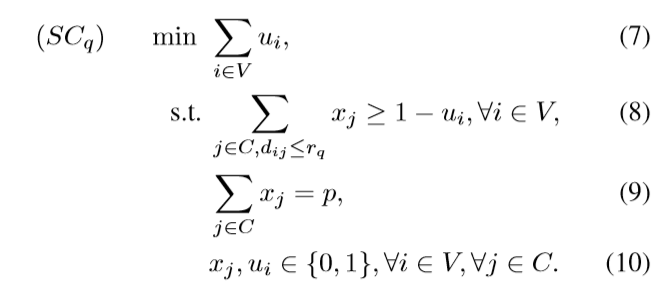 (SC_q) min ∑_{i∈V} u_i, (7)
s.t. ∑_{j∈C,d_{ij}≤r_q} x_j ≥ 1 − u_i, ∀i ∈ V, (8)
∑_{j∈C} x_j = p, (9)
x_j, u_i ∈ {0, 1}, ∀i ∈ V, ∀j ∈ C. (10)